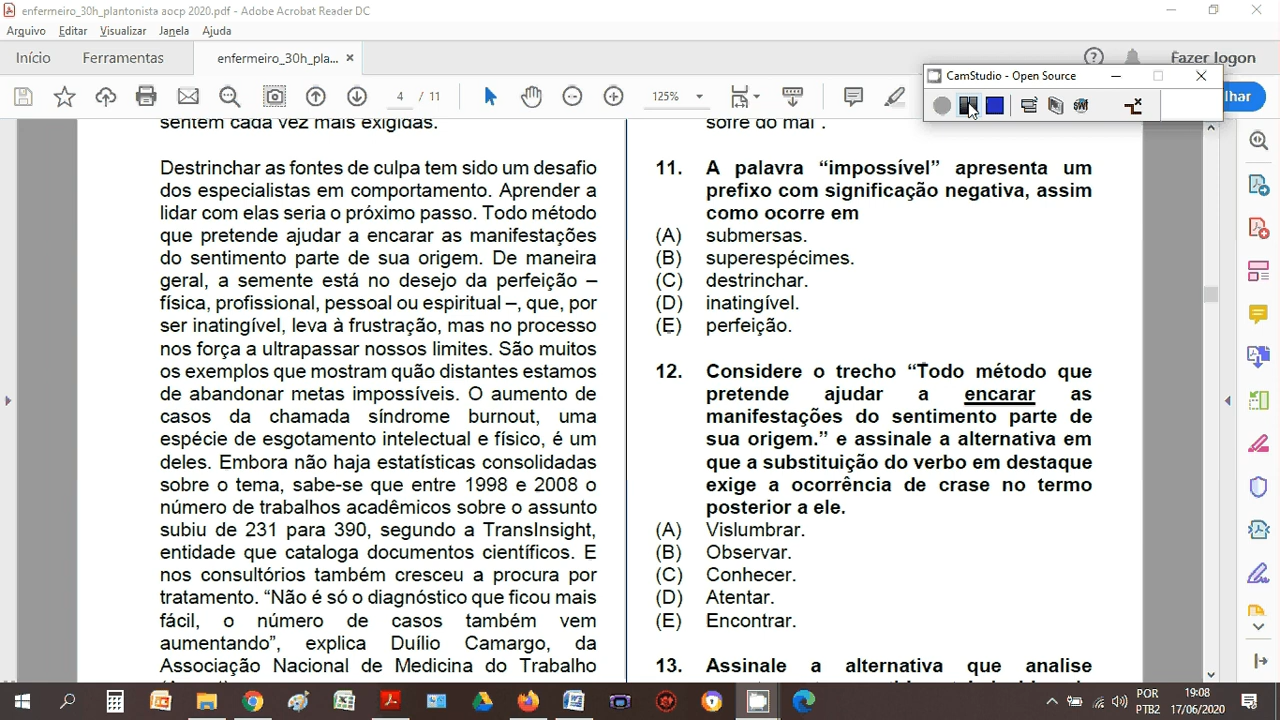 enfermeiro_30h_plantonista aocp 2020.pdf - Adobe Acrobat Reader DC
Arquivo Editar Visualizar Janela Ajuda
Início Ferramentas enfermeiro_30h_pla... Fazer logon
CamStudio - Open Source
4 / 11 125%
lhar
sentem cada vez mais exigidas.
Destrinchar as fontes de culpa tem sido um desafio
dos especialistas em comportamento. Aprender a
lidar com elas seria o próximo passo. Todo método
que pretende ajudar a encarar as manifestações
do sentimento parte de sua origem. De maneira
geral, a semente está no desejo da perfeição –
física, profissional, pessoal ou espiritual –, que, por
ser inatingível, leva à frustração, mas no processo
nos força a ultrapassar nossos limites. São muitos
os exemplos que mostram quão distantes estamos
de abandonar metas impossíveis. O aumento de
casos da chamada síndrome burnout, uma
espécie de esgotamento intelectual e físico, é um
deles. Embora não haja estatísticas consolidadas
sobre o tema, sabe-se que entre 1998 e 2008 o
número de trabalhos acadêmicos sobre o assunto
subiu de 231 para 390, segundo a TransInsight,
entidade que cataloga documentos científicos. E
nos consultórios também cresceu a procura por
tratamento. “Não é só o diagnóstico que ficou mais
fácil, o número de casos também vem
aumentando”, explica Duílio Camargo, da
Associação Nacional de Medicina do Trabalho
sofre do mal”.
11. A palavra “impossível” apresenta um
prefixo com significação negativa, assim
como ocorre em
(A) submersas.
(B) superespécimes.
(C) destrinchar.
(D) inatingível.
(E) perfeição.
12. Considere o trecho “Todo método que
pretende ajudar a encarar as
manifestações do sentimento parte de
sua origem.” e assinale a alternativa em
que a substituição do verbo em destaque
exige a ocorrência de crase no termo
posterior a ele.
(A) Vislumbrar.
(B) Observar.
(C) Conhecer.
(D) Atentar.
(E) Encontrar.
13. Assinale a alternativa que analise
POR 19:08
PTB2 17/06/2020